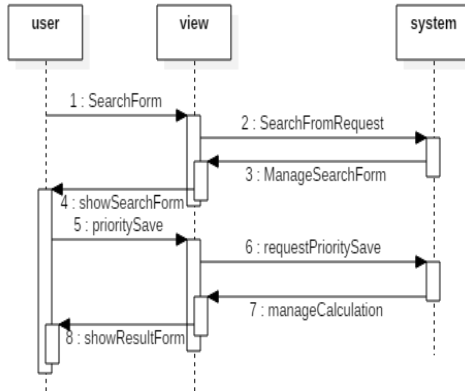 user
view
system
1 : SearchForm
2 : SearchFromRequest
3 : ManageSearchForm
4 : showSearchForm
5 : prioritySave
6 : requestPrioritySave
7 : manageCalculation
8 : showResultForm